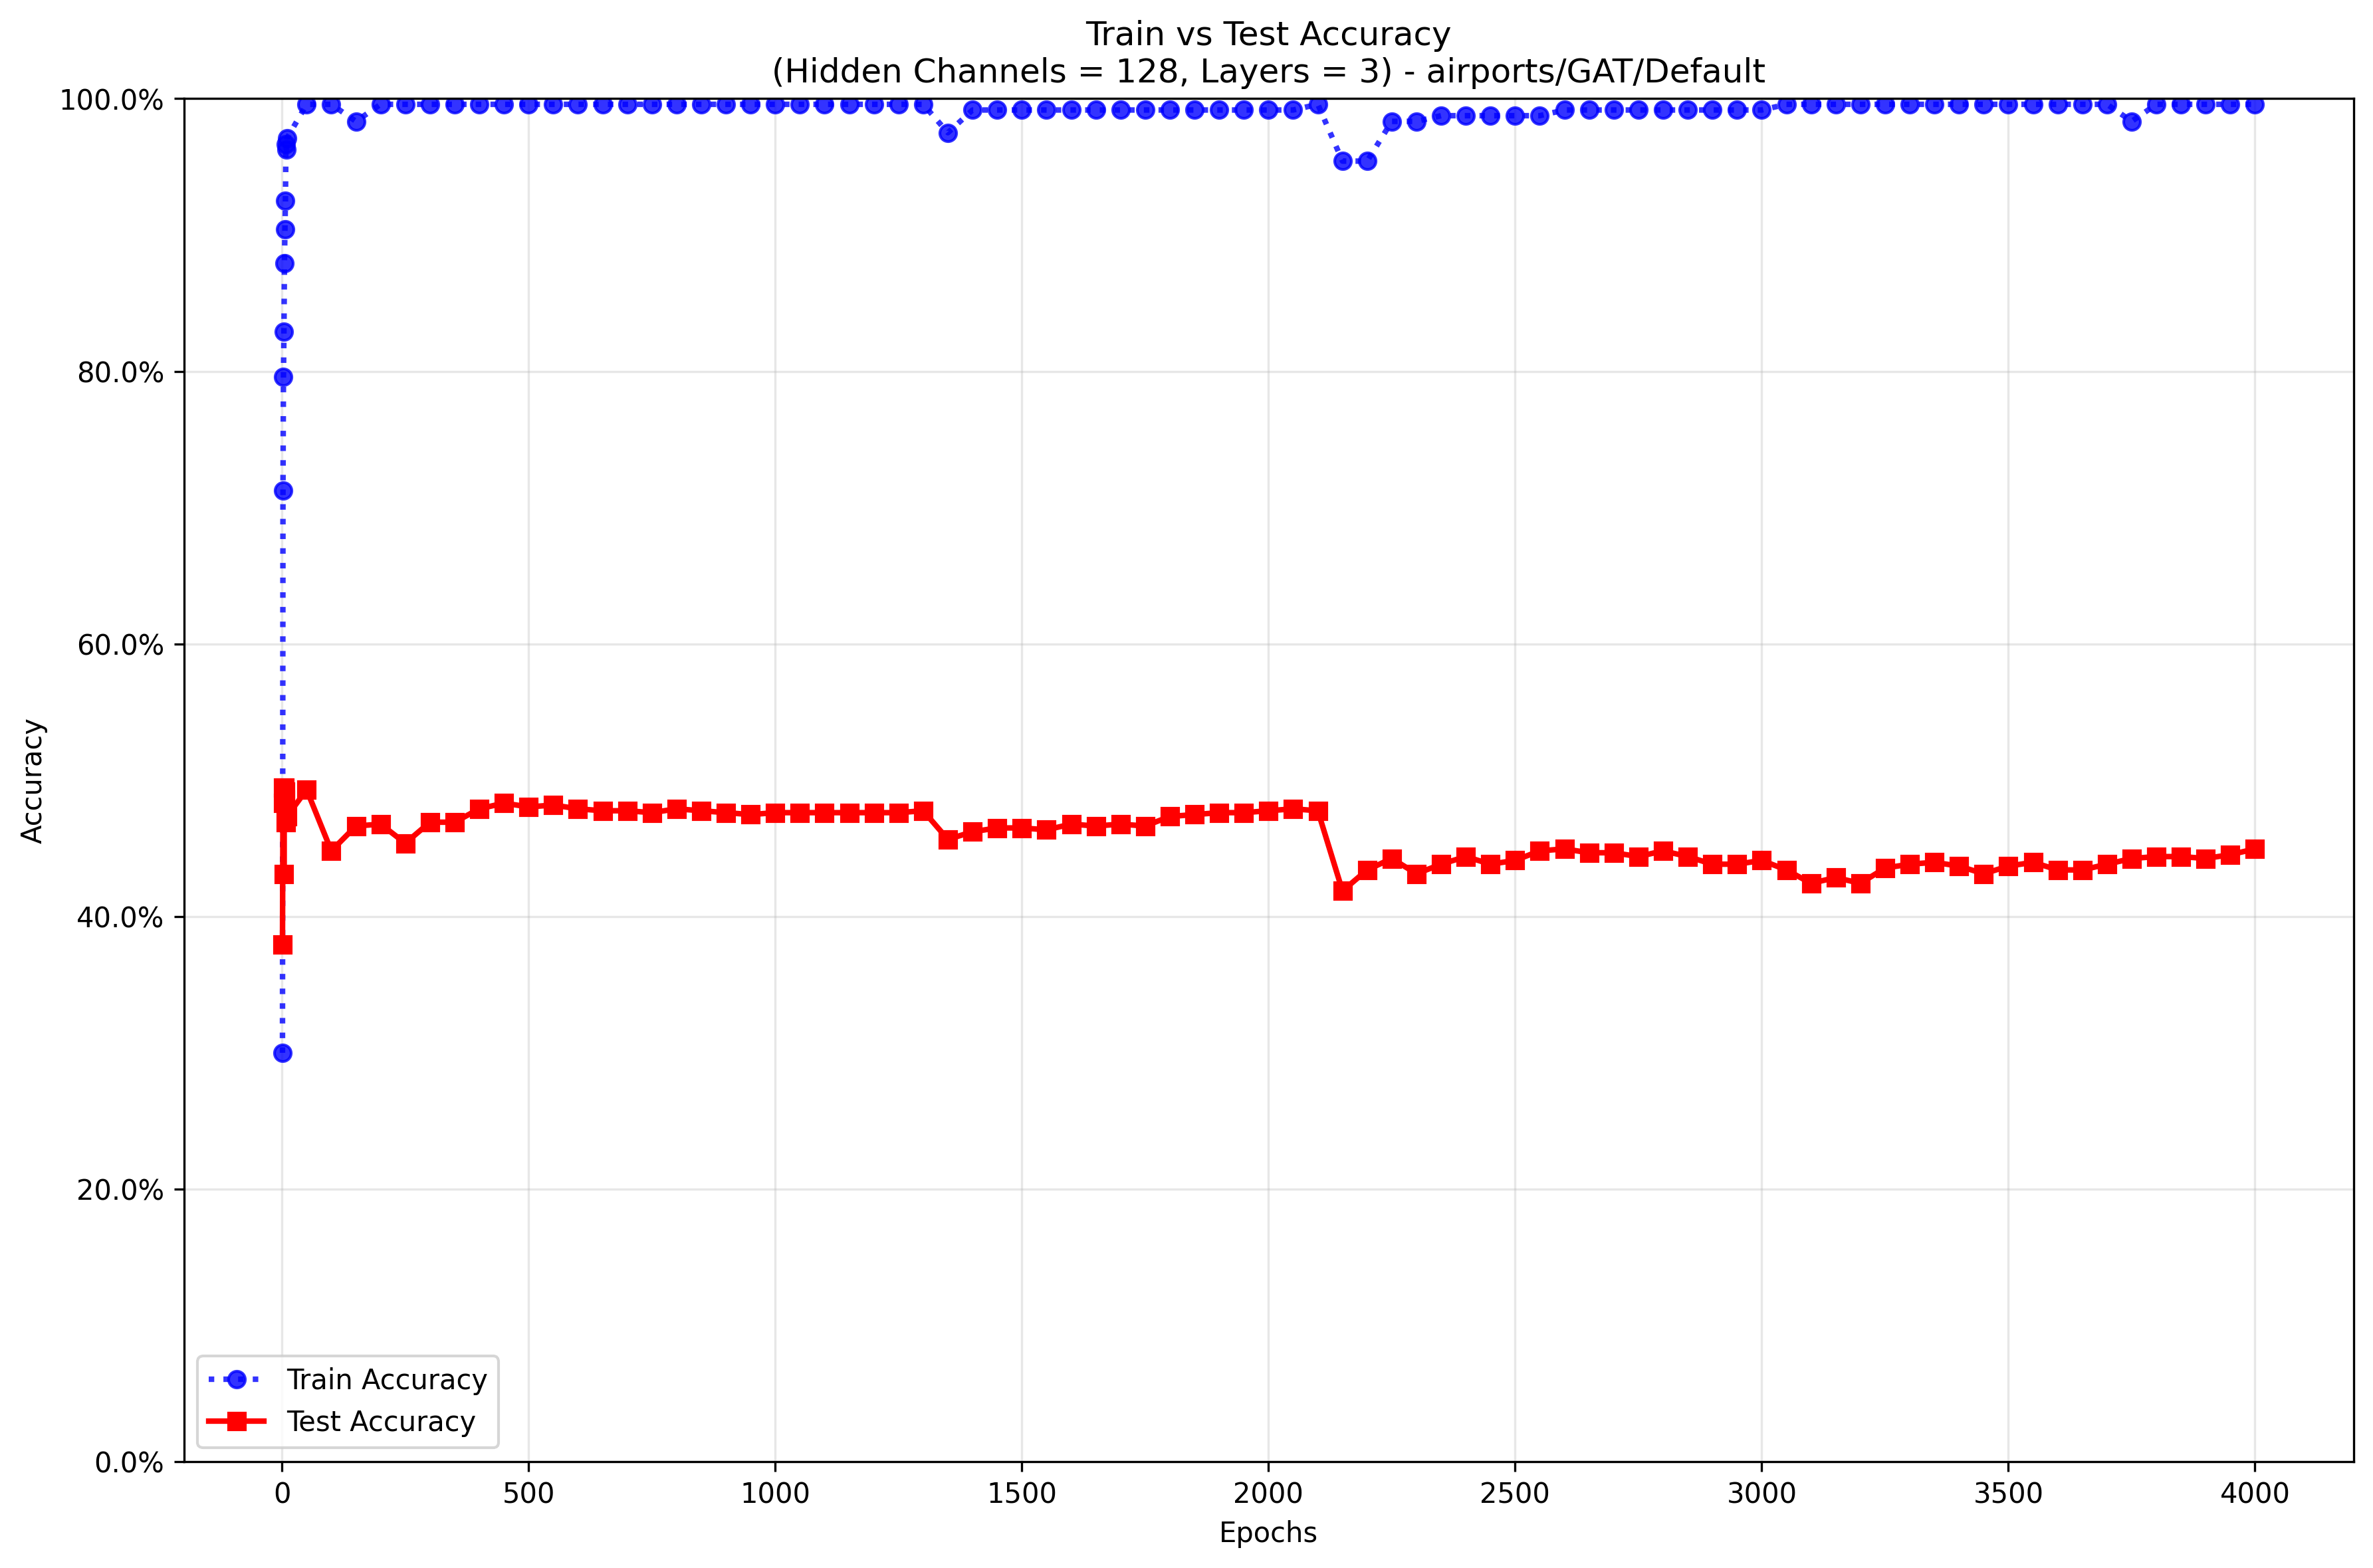 Train vs Test Accuracy
(Hidden Channels = 128, Layers = 3) - airports/GAT/Default
100.0%
80.0%
60.0%
40.0%
20.0%
0.0%
Accuracy
Train Accuracy
Test Accuracy
0 500 1000 1500 2000 2500 3000 3500 4000
Epochs